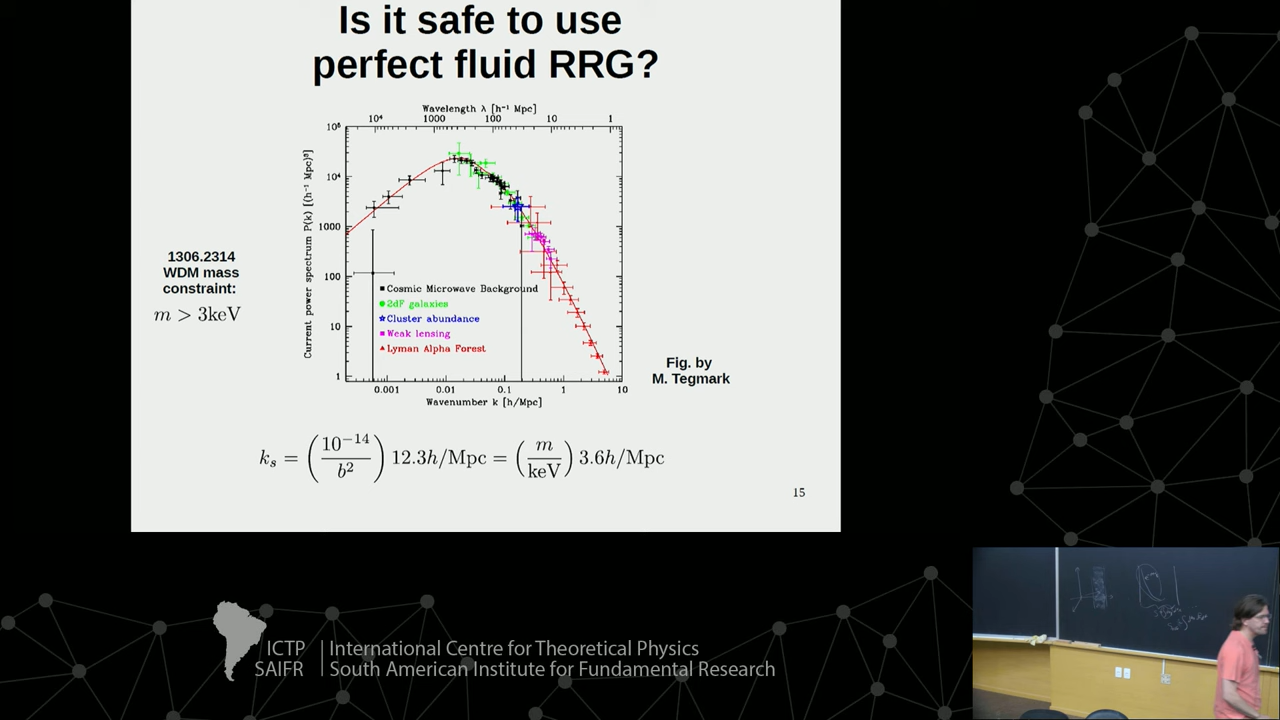 Is it safe to use
perfect fluid RRG?
Wavelength λ [h⁻¹ Mpc]
10⁴ 1000 100 10 1
10⁵
10⁴
1000
100
10
1
Current power spectrum P(k) [(h⁻¹ Mpc)³]
1306.2314
WDM mass
constraint:
m > 3keV
Cosmic Microwave Background
2dF galaxies
Cluster abundance
Weak lensing
Lyman Alpha Forest
0.001 0.01 0.1 1 10
Wavenumber k [h/Mpc]
Fig. by
M. Tegmark
kₛ = (10⁻¹⁴ / b²) 12.3h/Mpc = (m / keV) 3.6h/Mpc
15
ICTP | International Centre for Theoretical Physics
SAIFR | South American Institute for Fundamental Research